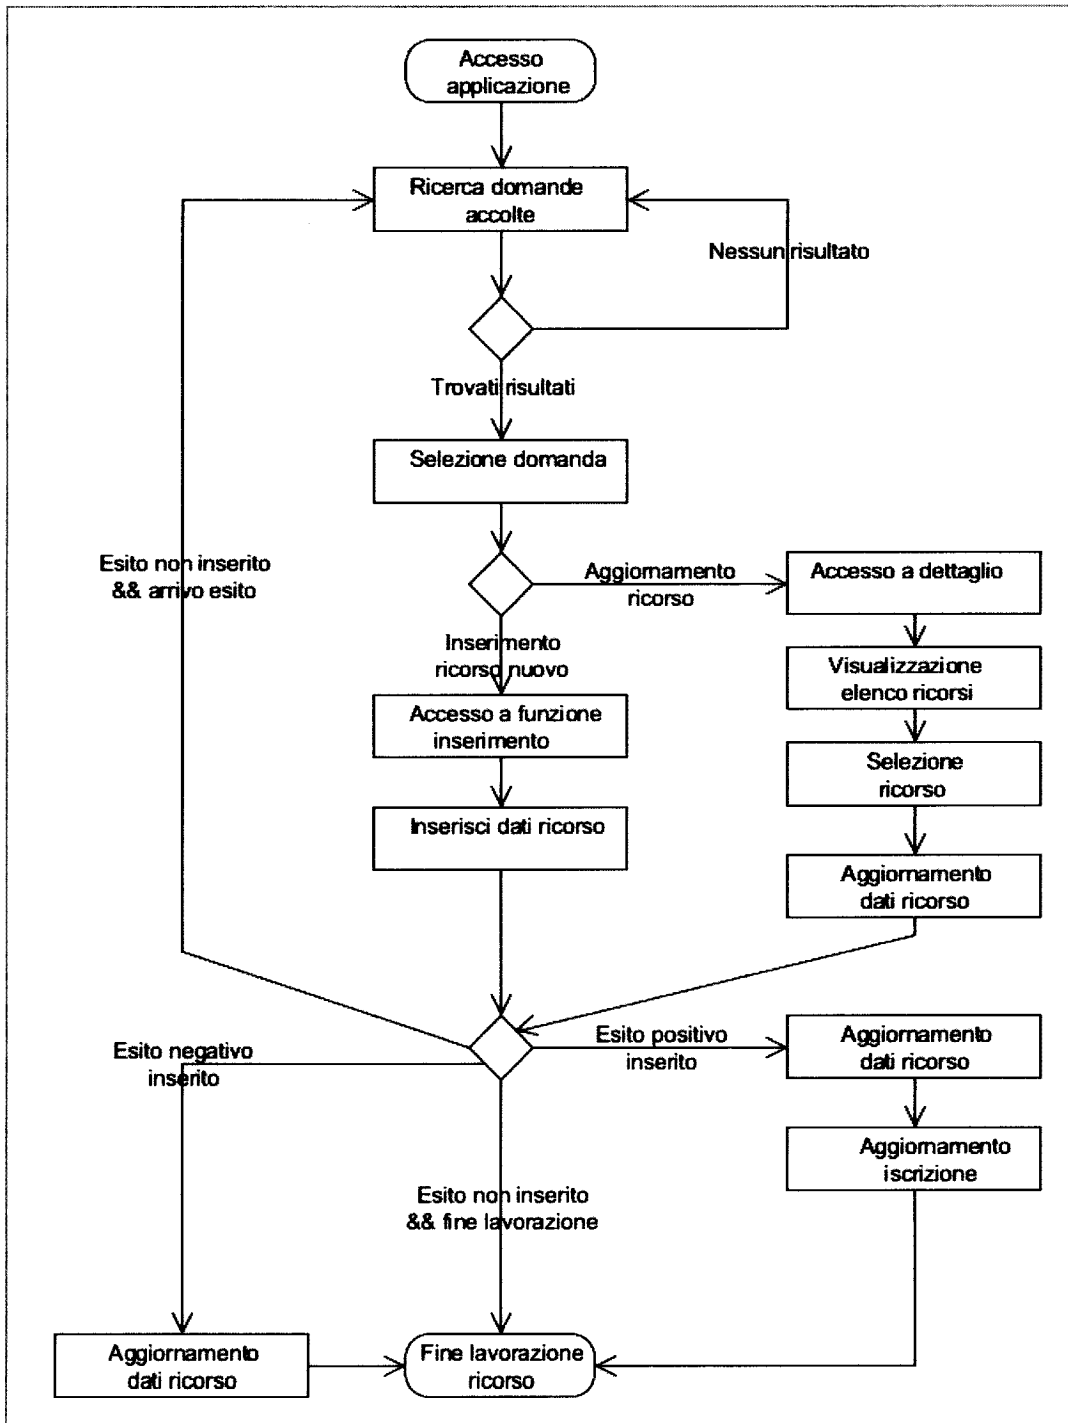 Accesso
applicazione
Ricerca domande
accolte
Nessun risultato
Trovati risultati
Selezione domanda
Esito non inserito
&& arrivo esito
Aggiornamento
ricorso
Accesso a dettaglio
Inserimento
ricorso nuovo
Visualizzazione
elenco ricorsi
Accesso a funzione
inserimento
Selezione
ricorso
Inserisci dati ricorso
Aggiornamento
dati ricorso
Esito negativo
inserito
Esito positivo
inserito
Aggiornamento
dati ricorso
Aggiornamento
iscrizione
Esito non inserito
&& fine lavorazione
Aggiornamento
dati ricorso
Fine lavorazione
ricorso